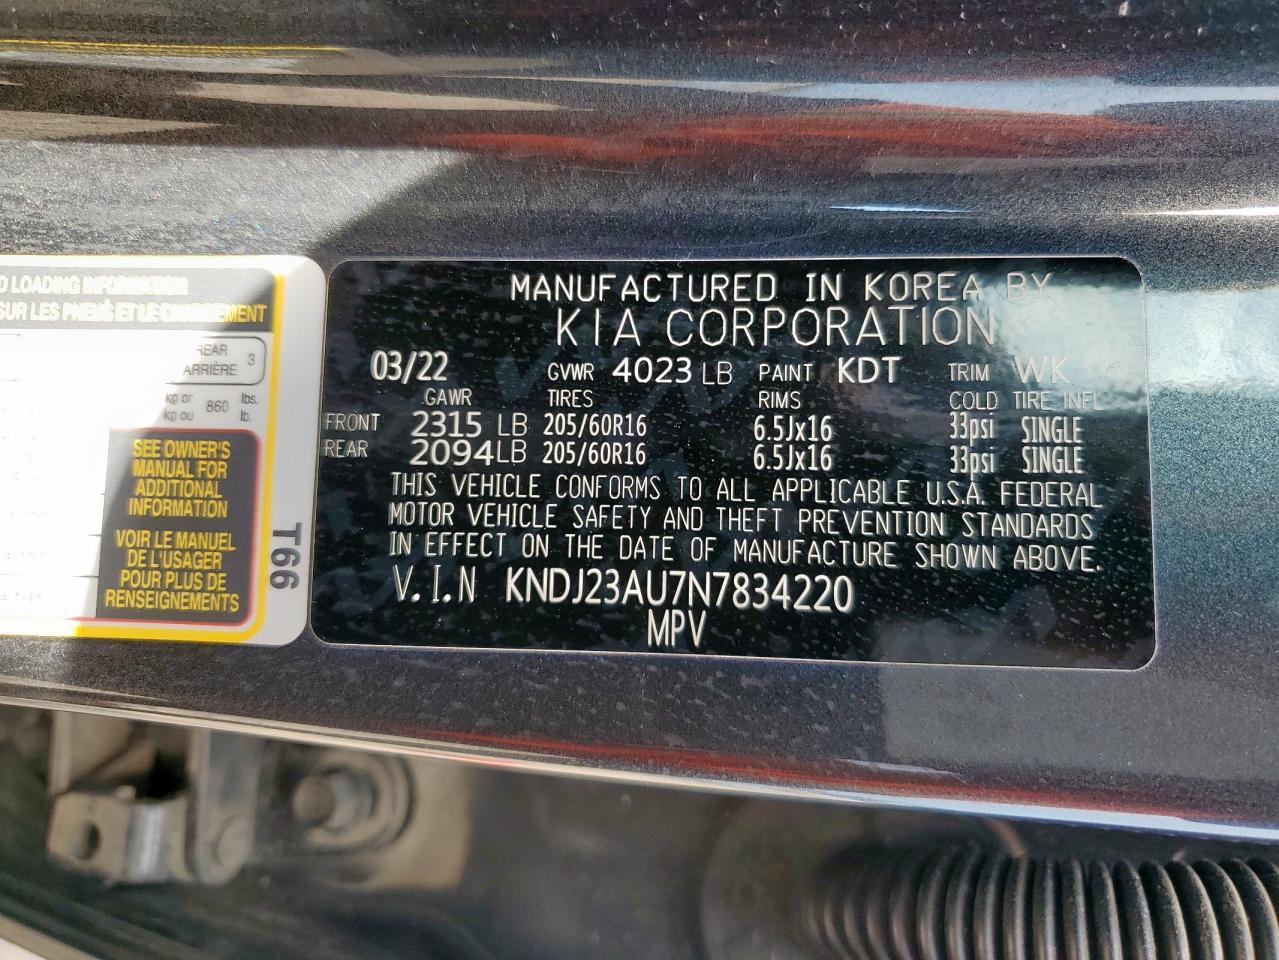 D LOADING INFORMATION
SUR LES PNEUS ET LE CHARGEMENT
REAR 3
ARRIÈRE
kg or 860 lbs.
kg ou lb.
SEE OWNER'S
MANUAL FOR
ADDITIONAL
INFORMATION
VOIR LE MANUEL
DE L'USAGER
POUR PLUS DE
RENSEIGNEMENTS
T66
MANUFACTURED IN KOREA BY
KIA CORPORATION
03/22 GVWR 4023 LB PAINT KDT TRIM WK
GAWR TIRES RIMS COLD TIRE INFL
FRONT 2315 LB 205/60R16 6.5Jx16 33psi SINGLE
REAR 2094 LB 205/60R16 6.5Jx16 33psi SINGLE
THIS VEHICLE CONFORMS TO ALL APPLICABLE U.S.A. FEDERAL
MOTOR VEHICLE SAFETY AND THEFT PREVENTION STANDARDS
IN EFFECT ON THE DATE OF MANUFACTURE SHOWN ABOVE.
V.I.N KNDJ23AU7N7834220
MPV